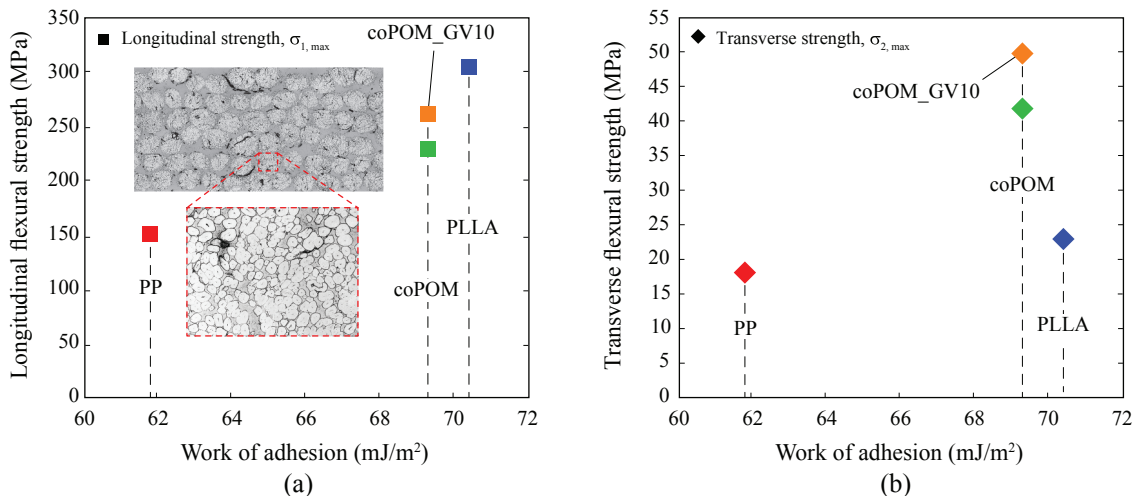 350
300
250
200
150
100
50
0
Longitudinal flexural strength (MPa)
Longitudinal strength, σ1, max
coPOM_GV10
PP
coPOM
PLLA
60 62 64 66 68 70 72
Work of adhesion (mJ/m²)
(a)
55
50
45
40
35
30
25
20
15
10
5
0
Transverse flexural strength (MPa)
Transverse strength, σ2, max
coPOM_GV10
coPOM
PP
PLLA
60 62 64 66 68 70 72
Work of adhesion (mJ/m²)
(b)